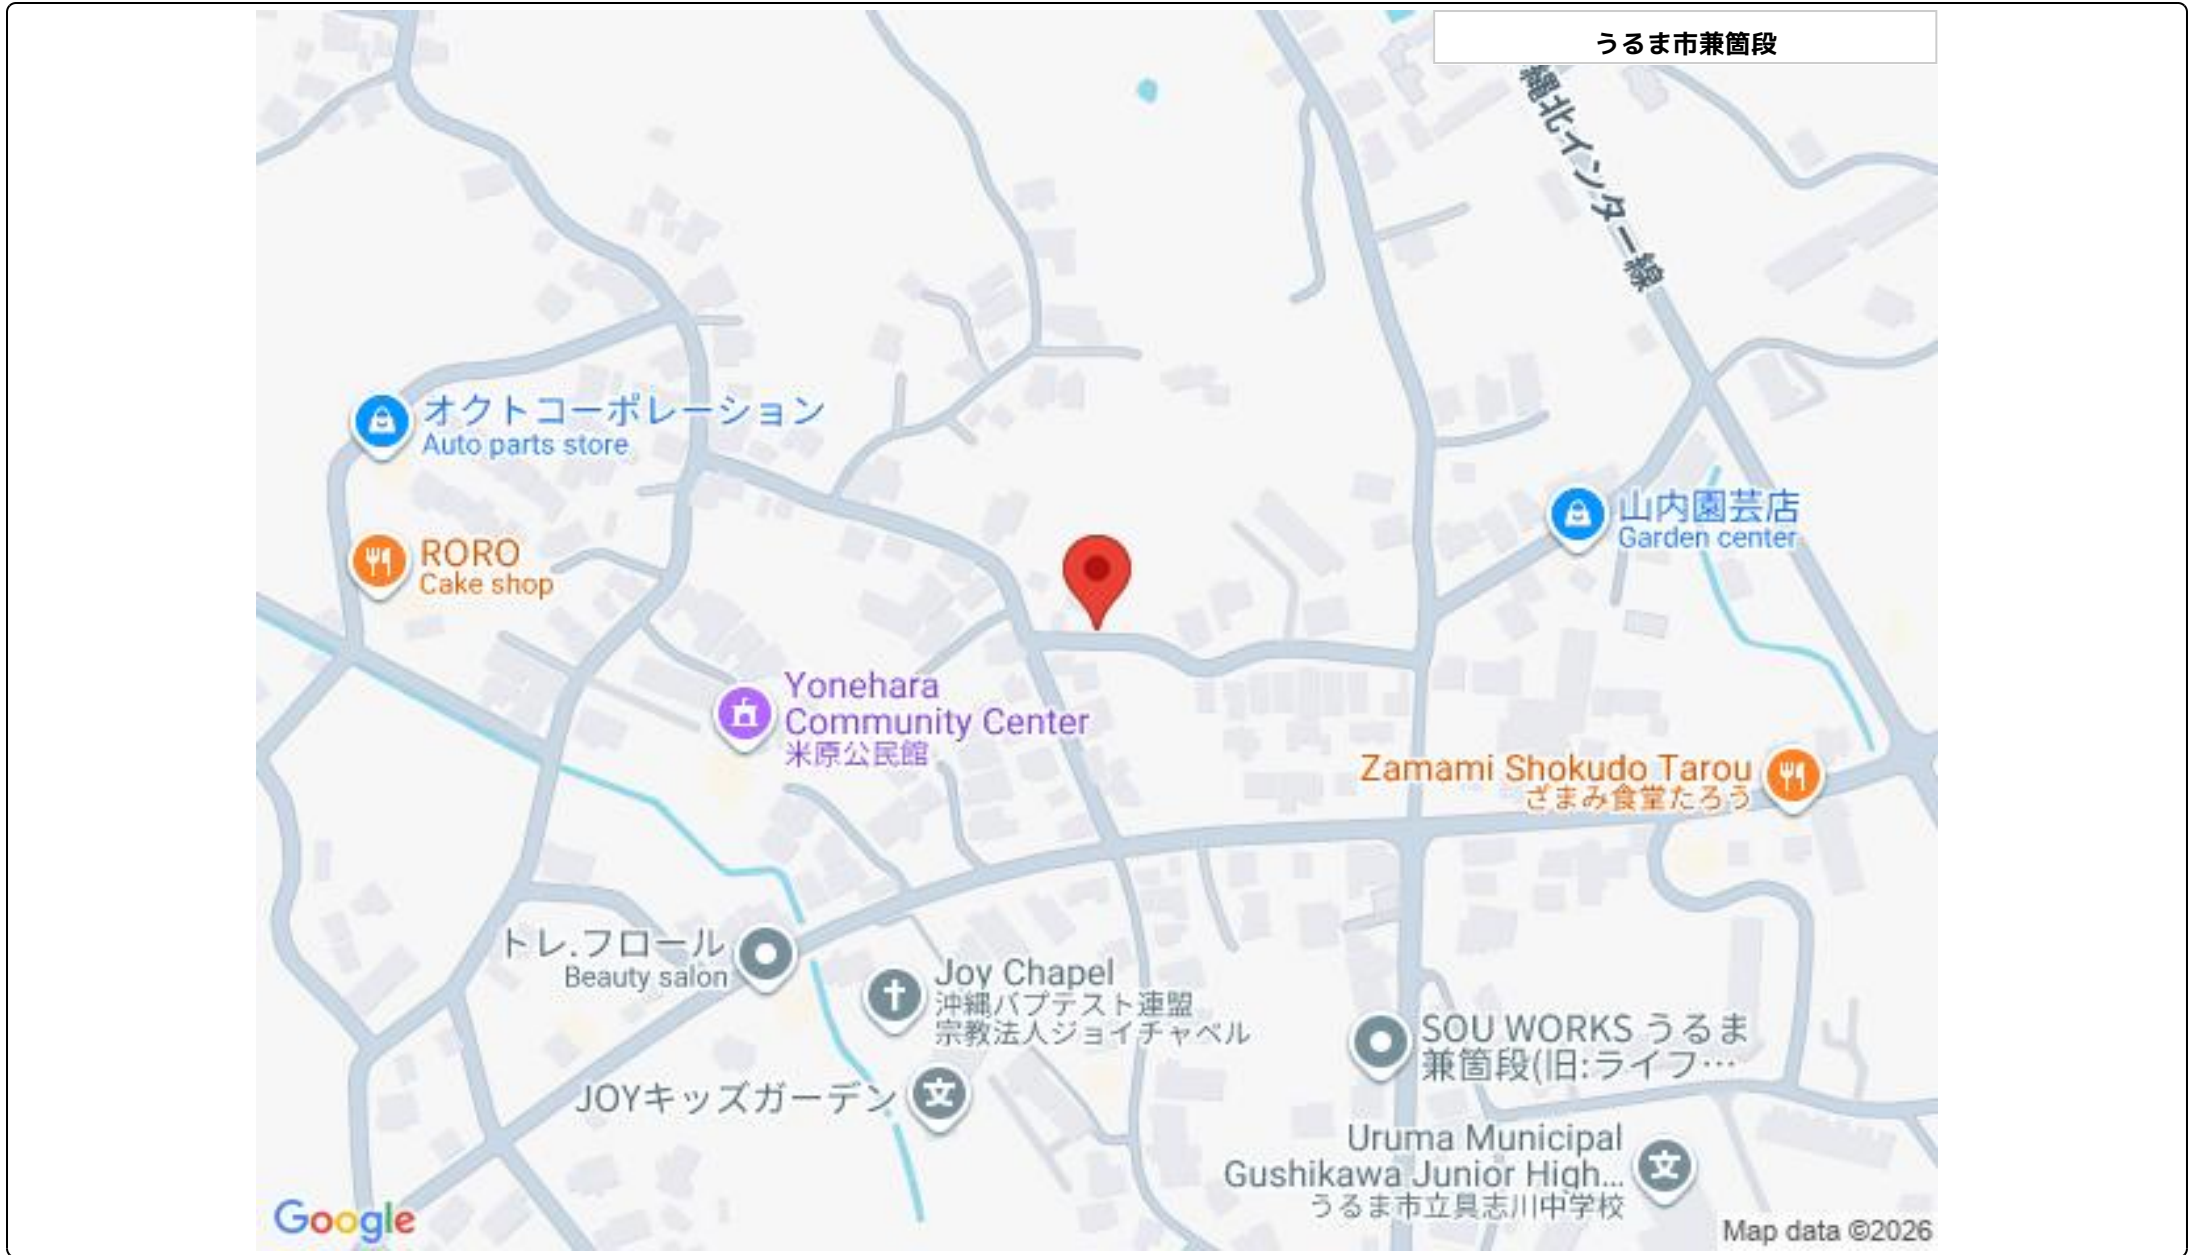 うるま市兼箇段
縄北インター線
オクトコーポレーション
Auto parts store
山内園芸店
Garden center
RORO
Cake shop
Yonehara
Community Center
米原公民館
Zamami Shokudo Tarou
ざまみ食堂たろう
トレ.フロール
Beauty salon
Joy Chapel
沖縄バプテスト連盟
宗教法人ジョイチャペル
SOU WORKS うるま
兼箇段(旧:ライフ…
JOYキッズガーデン
Uruma Municipal
Gushikawa Junior High...
うるま市立具志川中学校
Google
Map data ©2026